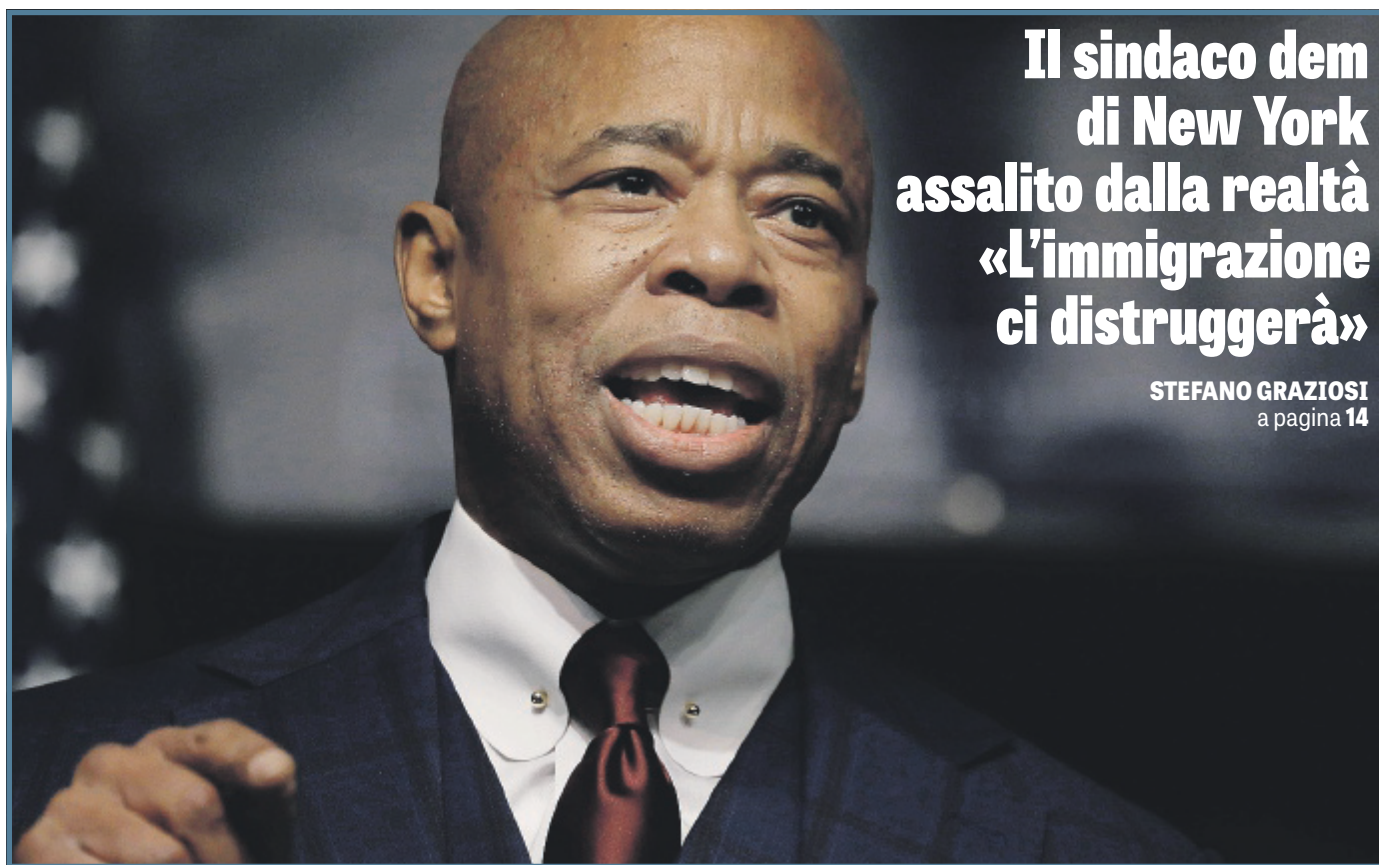 Il sindaco dem
di New York
assalito dalla realtà
«L’immigrazione
ci distruggerà»
STEFANO GRAZIOSI
a pagina 14